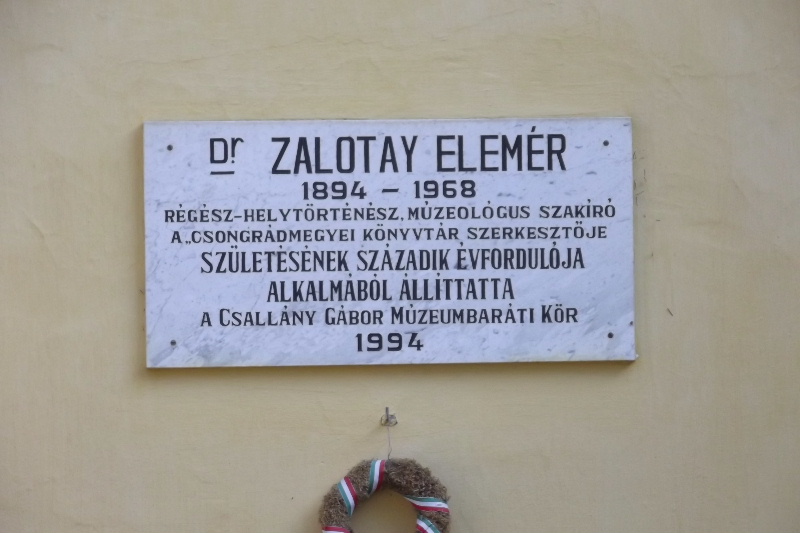 Dr ZALOTAY ELEMÉR
1894 – 1968
RÉGÉSZ-HELYTÖRTÉNÉSZ, MÚZEOLÓGUS SZAKÍRÓ
A „CSONGRÁDMEGYEI KÖNYVTÁR SZERKESZTŐJE
SZÜLETÉSÉNEK SZÁZADIK ÉVFORDULÓJA
ALKALMÁBÓL ÁLLÍTTATTA
A CSALLÁNY GÁBOR MÚZEUMBARÁTI KÖR
1994